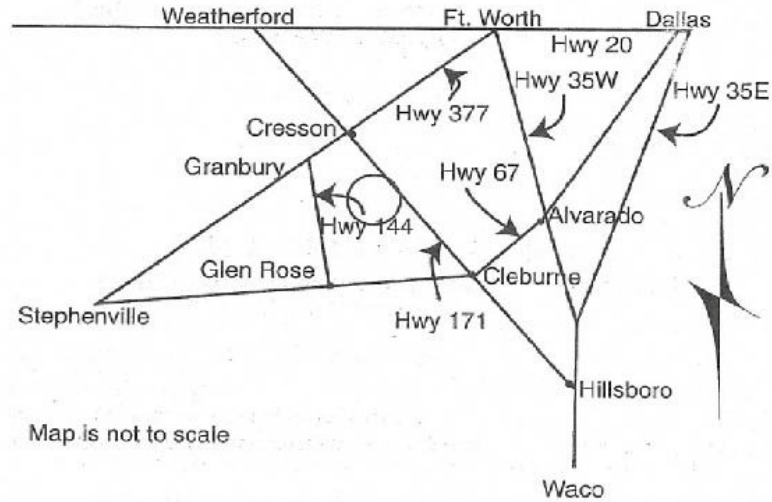 Weatherford Ft. Worth Dallas
Hwy 20
Hwy 35W
Hwy 35E
Hwy 377
Cresson
Granbury
Hwy 67
Hwy 144
Alvarado
Glen Rose
Cleburne
Stephenville
Hwy 171
Hillsboro
Map is not to scale
Waco
N